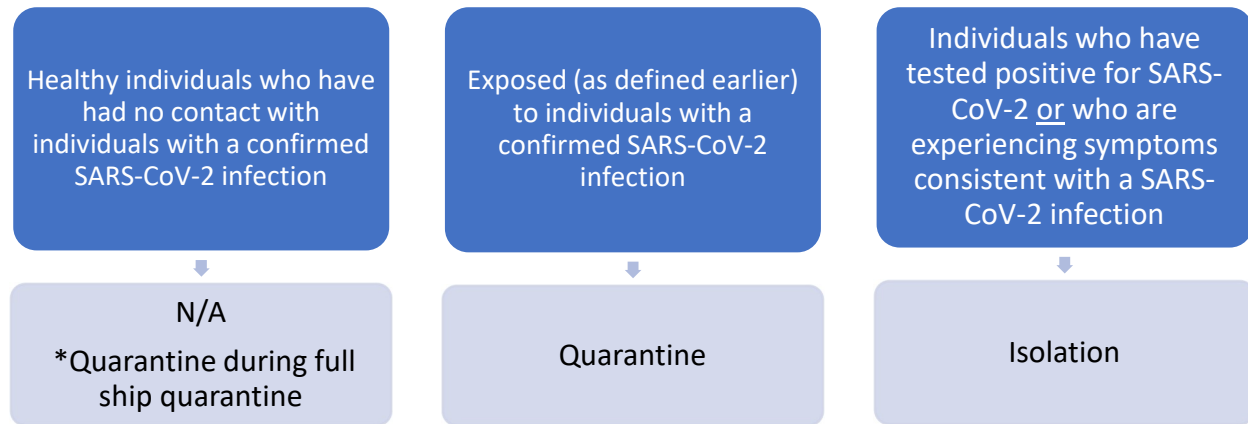 Healthy individuals who have
had no contact with
individuals with a confirmed
SARS-CoV-2 infection
N/A
*Quarantine during full
ship quarantine
Exposed (as defined earlier)
to individuals with a
confirmed SARS-CoV-2
infection
Quarantine
Individuals who have
tested positive for SARS-
CoV-2 or who are
experiencing symptoms
consistent with a SARS-
CoV-2 infection
Isolation